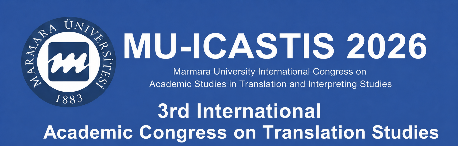 MARMARA ÜNİVERSİTESİ
m
1883
MU-ICASTIS 2026
Marmara University International Congress on
Academic Studies in Translation and Interpreting Studies
3rd International
Academic Congress on Translation Studies